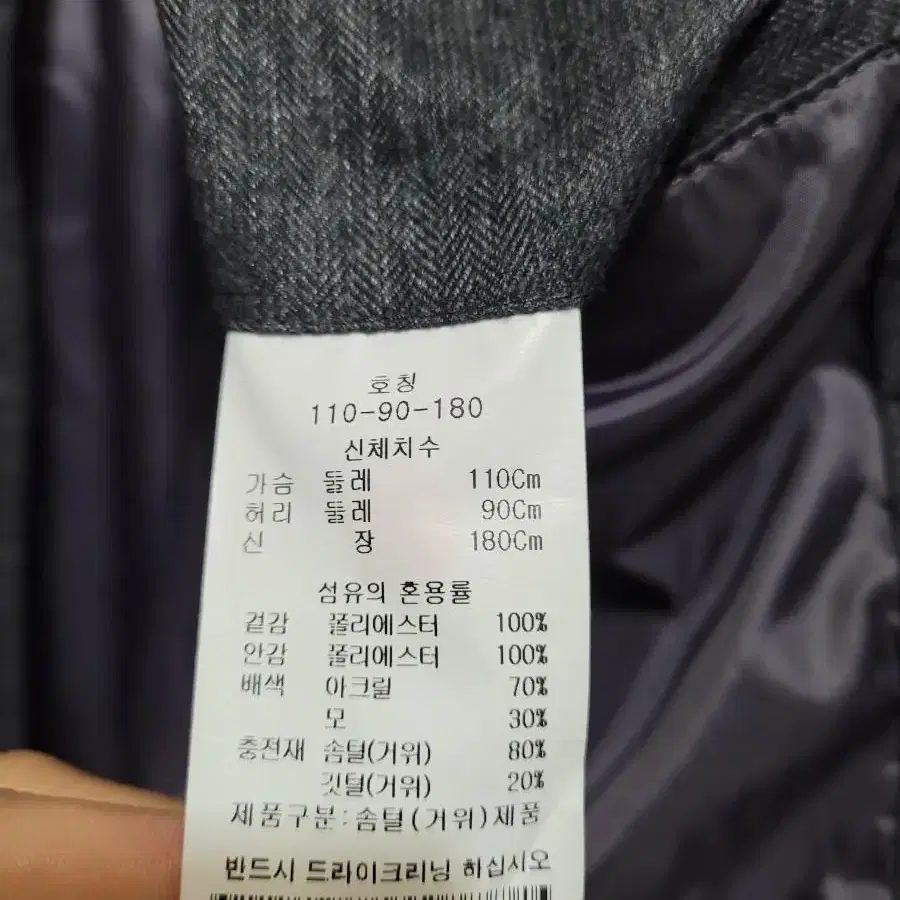 호칭
110-90-180
신체치수
가슴 둘레 110Cm
허리 둘레 90Cm
신 장 180Cm
섬유의 혼용률
겉감 폴리에스터 100%
안감 폴리에스터 100%
배색 아크릴 70%
모 30%
충전재 솜털(거위) 80%
깃털(거위) 20%
제품구분:솜털(거위)제품
반드시 드라이크리닝 하십시오